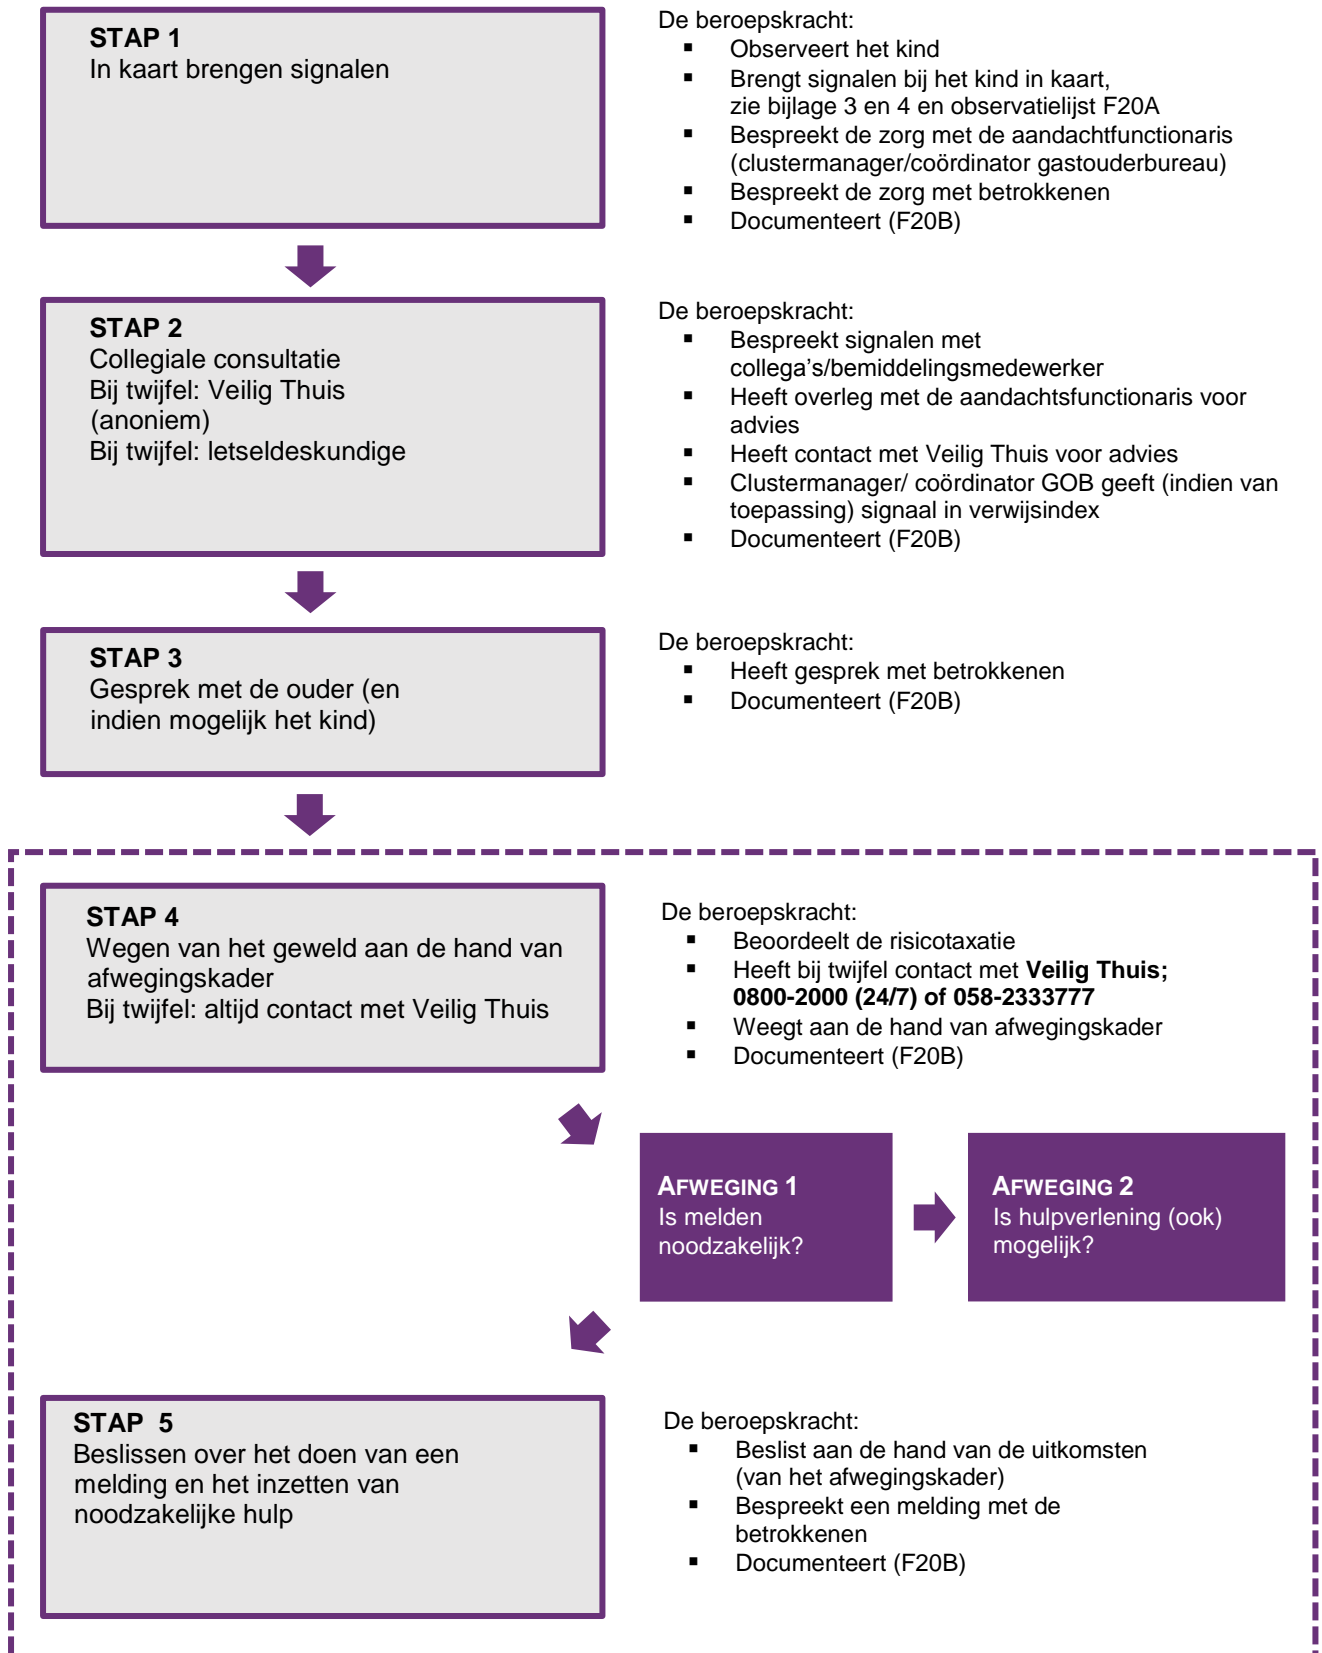 STAP 1
In kaart brengen signalen
De beroepskracht:
▪ Observeert het kind
▪ Brengt signalen bij het kind in kaart,
zie bijlage 3 en 4 en observatielijst F20A
▪ Bespreekt de zorg met de aandachtfunctionaris
(clustermanager/coördinator gastouderbureau)
▪ Bespreekt de zorg met betrokkenen
▪ Documenteert (F20B)
STAP 2
Collegiale consultatie
Bij twijfel: Veilig Thuis
(anoniem)
Bij twijfel: letseldeskundige
De beroepskracht:
▪ Bespreekt signalen met
collega’s/bemiddelingsmedewerker
▪ Heeft overleg met de aandachtsfunctionaris voor
advies
▪ Heeft contact met Veilig Thuis voor advies
▪ Clustermanager/ coördinator GOB geeft (indien van
toepassing) signaal in verwijsindex
▪ Documenteert (F20B)
STAP 3
Gesprek met de ouder (en
indien mogelijk het kind)
De beroepskracht:
▪ Heeft gesprek met betrokkenen
▪ Documenteert (F20B)
STAP 4
Wegen van het geweld aan de hand van
afwegingskader
Bij twijfel: altijd contact met Veilig Thuis
De beroepskracht:
▪ Beoordeelt de risicotaxatie
▪ Heeft bij twijfel contact met Veilig Thuis;
0800-2000 (24/7) of 058-2333777
▪ Weegt aan de hand van afwegingskader
▪ Documenteert (F20B)
AFWEGING 1
Is melden
noodzakelijk?
AFWEGING 2
Is hulpverlening (ook)
mogelijk?
STAP 5
Beslissen over het doen van een
melding en het inzetten van
noodzakelijke hulp
De beroepskracht:
▪ Beslist aan de hand van de uitkomsten
(van het afwegingskader)
▪ Bespreekt een melding met de
betrokkenen
▪ Documenteert (F20B)